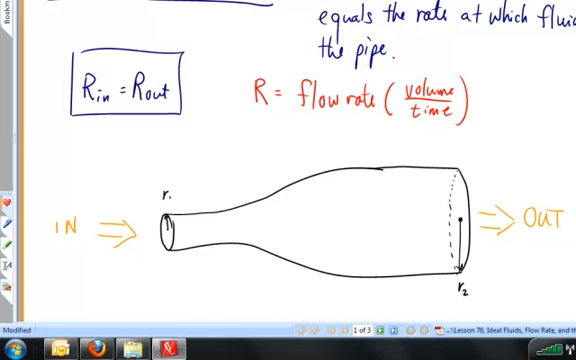 equals the rate at which fluid
the pipe.
Rin = Rout
R = flow rate (volume/time)
r1
IN ⇒
⇒ OUT
r2
Modified
1 of 3
...\Lesson 76, Ideal Fluids, Flow Rate, and th